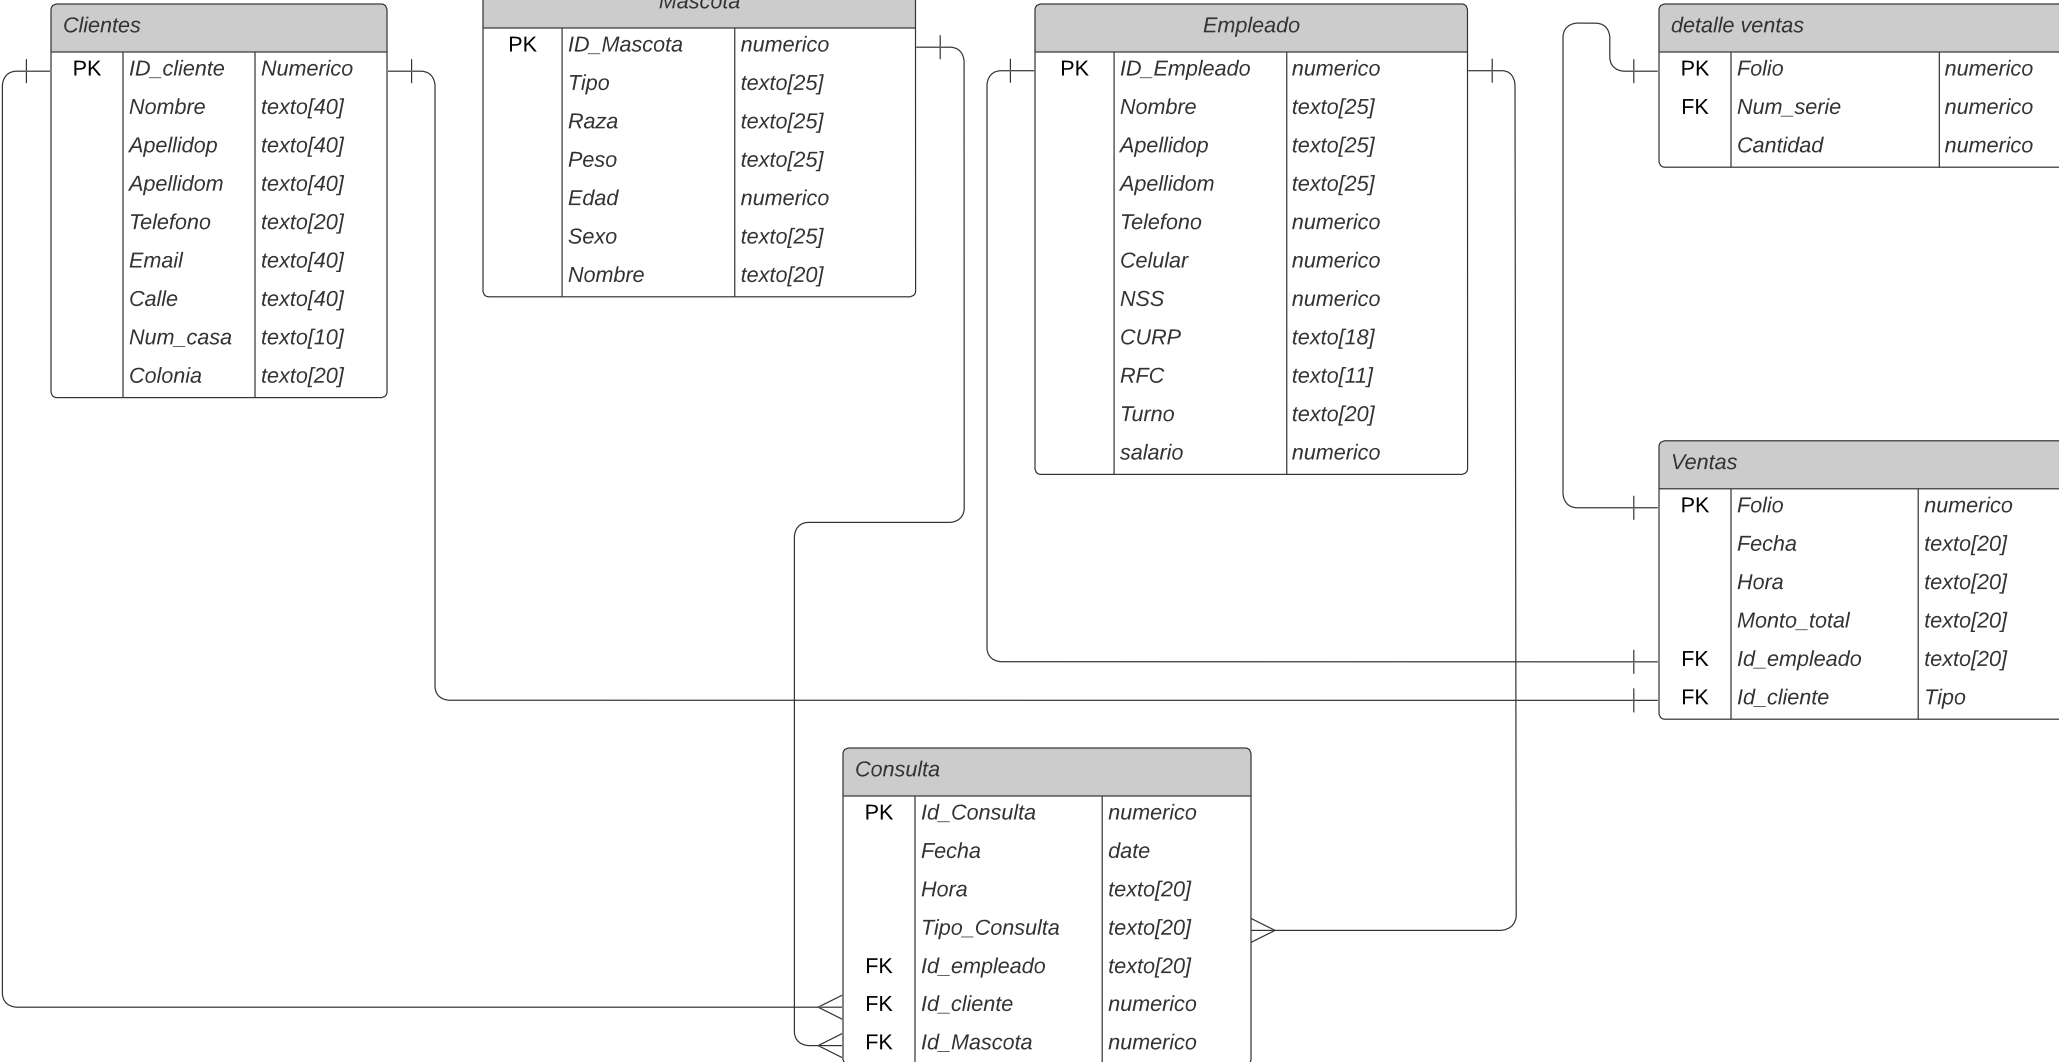 Clientes
PK ID_cliente Numerico
Nombre texto[40]
Apellidop texto[40]
Apellidom texto[40]
Telefono texto[20]
Email texto[40]
Calle texto[40]
Num_casa texto[10]
Colonia texto[20]
Mascota
PK ID_Mascota numerico
Tipo texto[25]
Raza texto[25]
Peso texto[25]
Edad numerico
Sexo texto[25]
Nombre texto[20]
Empleado
PK ID_Empleado numerico
Nombre texto[25]
Apellidop texto[25]
Apellidom texto[25]
Telefono numerico
Celular numerico
NSS numerico
CURP texto[18]
RFC texto[11]
Turno texto[20]
salario numerico
detalle ventas
PK Folio numerico
FK Num_serie numerico
Cantidad numerico
Ventas
PK Folio numerico
Fecha texto[20]
Hora texto[20]
Monto_total texto[20]
FK Id_empleado texto[20]
FK Id_cliente Tipo
Consulta
PK Id_Consulta numerico
Fecha date
Hora texto[20]
Tipo_Consulta texto[20]
FK Id_empleado texto[20]
FK Id_cliente numerico
FK Id_Mascota numerico